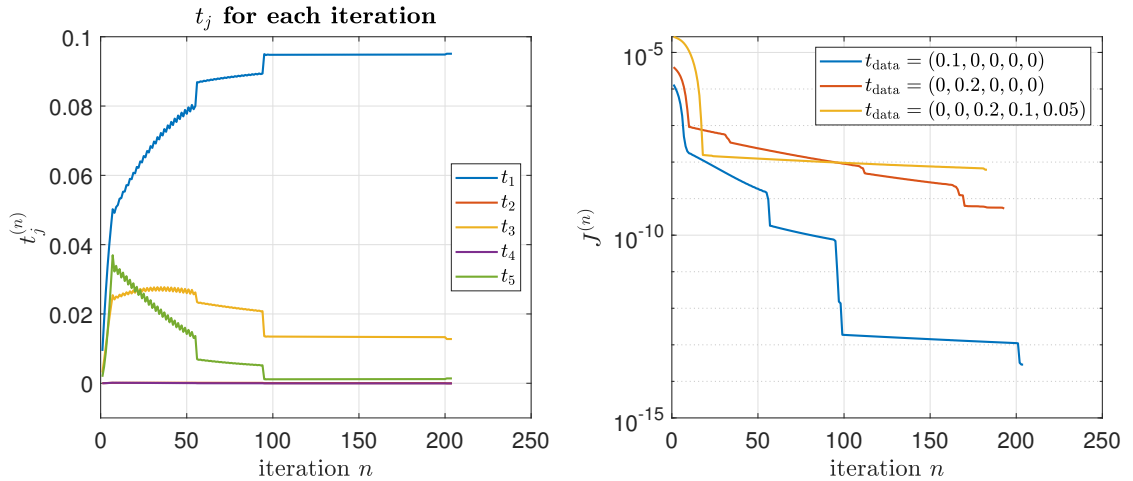 t_j for each iteration
0.1
0.08
0.06
0.04
0.02
0
t_j^{(n)}
0 50 100 150 200 250
iteration n
t_1
t_2
t_3
t_4
t_5
10^{-5}
10^{-10}
10^{-15}
J^{(n)}
0 50 100 150 200 250
iteration n
t_data = (0.1, 0, 0, 0, 0)
t_data = (0, 0.2, 0, 0, 0)
t_data = (0, 0, 0.2, 0.1, 0.05)